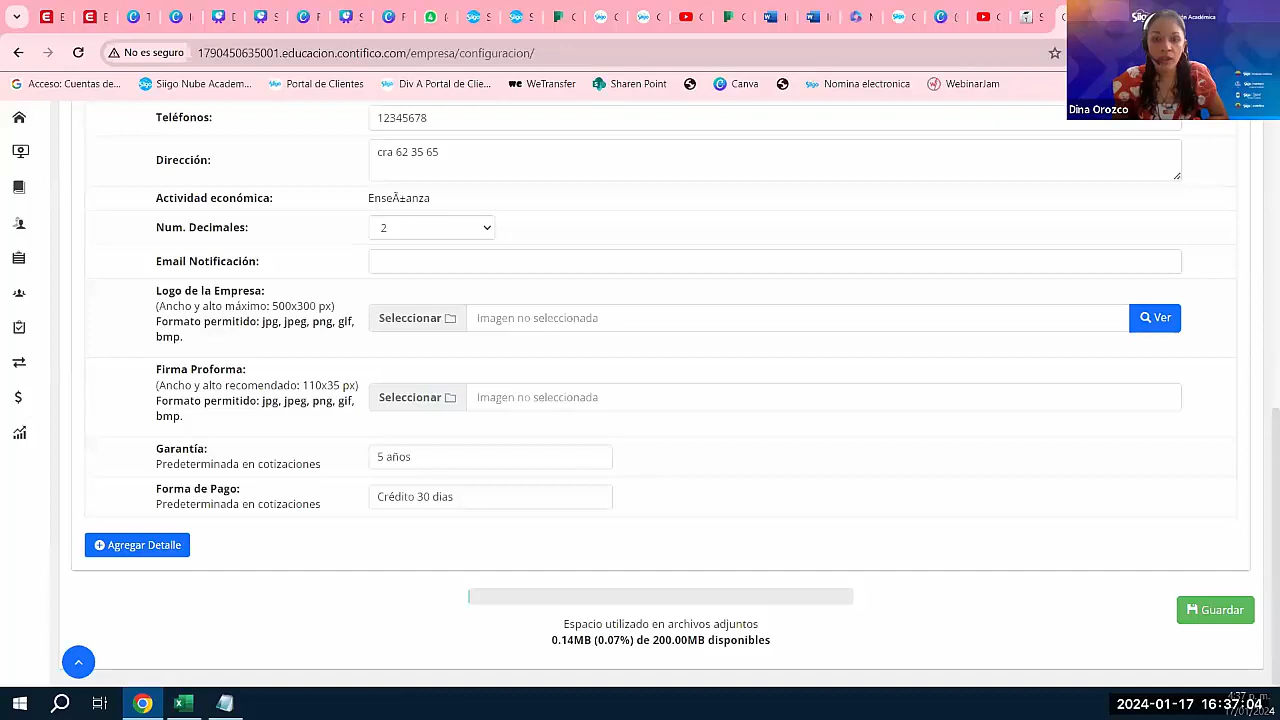 No es seguro
1790450635001.educacion.contifico.com/empresa/configuracion/
Acceso: Cuentas de...
Siigo Nube Academ...
Portal de Clientes
Div A Portal de Clie...
Sharen Point
Canva
Nomina electronica
Dina Orozco
Teléfonos:
12345678
Dirección:
cra 62 35 65
Actividad económica:
EnseÃ±anza
Num. Decimales:
2
Email Notificación:
Logo de la Empresa:
(Ancho y alto máximo: 500x300 px)
Formato permitido: jpg, jpeg, png, gif,
bmp.
Seleccionar
Imagen no seleccionada
Ver
Firma Proforma:
(Ancho y alto recomendado: 110x35 px)
Formato permitido: jpg, jpeg, png, gif,
bmp.
Seleccionar
Imagen no seleccionada
Garantía:
Predeterminada en cotizaciones
5 años
Forma de Pago:
Predeterminada en cotizaciones
Crédito 30 dias
Agregar Detalle
Guardar
Espacio utilizado en archivos adjuntos
0.14MB (0.07%) de 200.00MB disponibles
2024-01-17 16:37:04